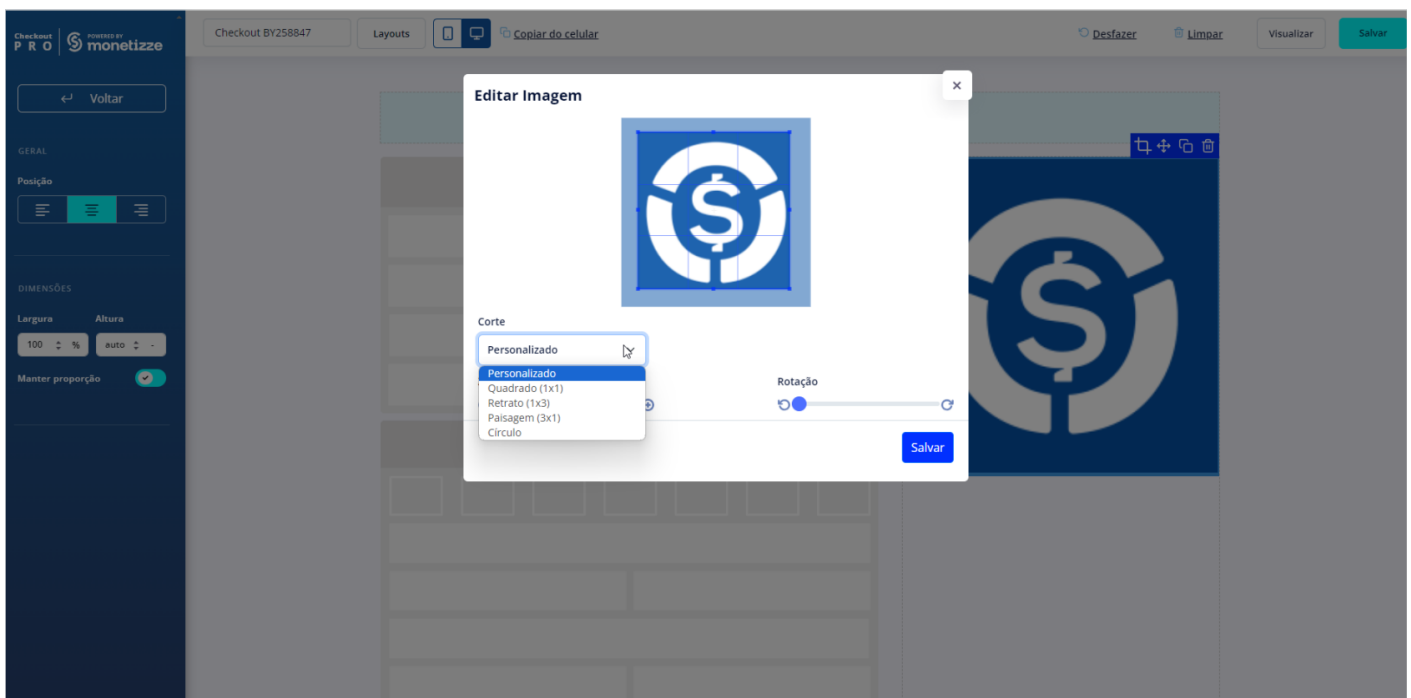 Checkout PRO POWERED BY monetizze
Checkout BY258847
Layouts
Copiar do celular
Desfazer
Limpar
Visualizar
Salvar
Voltar
GERAL
Posição
DIMENSÕES
Largura Altura
100 % auto -
Manter proporção
Editar Imagem
Corte
Personalizado
Personalizado
Quadrado (1x1)
Retrato (1x3)
Paisagem (3x1)
Círculo
Rotação
Salvar